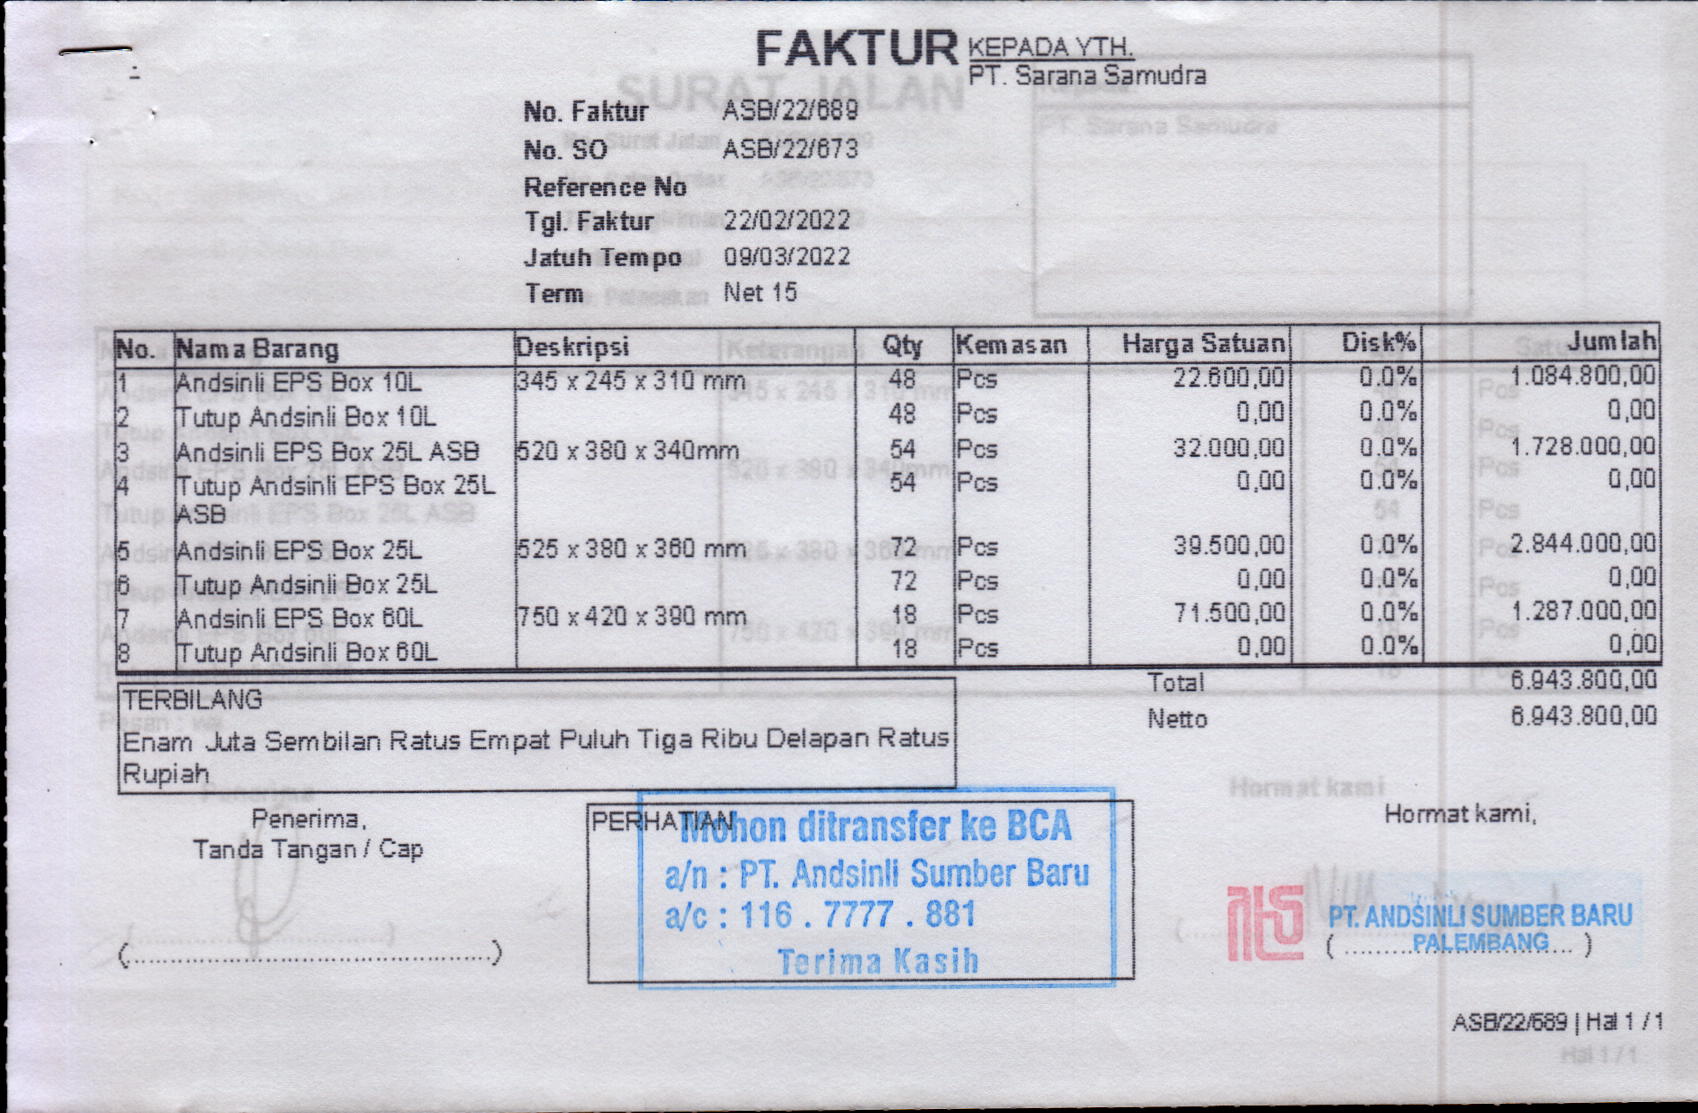 FAKTUR
KEPADA YTH.
PT. Sarana Samudra
No. Faktur ASB/22/689
No. SO ASB/22/673
Reference No
Tgl. Faktur 22/02/2022
Jatuh Tempo 09/03/2022
Term Net 15
No. Nama Barang Deskripsi Qty Kemasan Harga Satuan Disk% Jumlah
1 Andsinli EPS Box 10L 345 x 245 x 310 mm 48 Pcs 22.600,00 0.0% 1.084.800,00
2 Tutup Andsinli Box 10L 48 Pcs 0,00 0.0% 0,00
3 Andsinli EPS Box 25L ASB 520 x 380 x 340mm 54 Pcs 32.000,00 0.0% 1.728.000,00
4 Tutup Andsinli EPS Box 25L 54 Pcs 0,00 0.0% 0,00
ASB
5 Andsinli EPS Box 25L 525 x 380 x 360 mm 72 Pcs 39.500,00 0.0% 2.844.000,00
6 Tutup Andsinli Box 25L 72 Pcs 0,00 0.0% 0,00
7 Andsinli EPS Box 60L 750 x 420 x 390 mm 18 Pcs 71.500,00 0.0% 1.287.000,00
8 Tutup Andsinli Box 60L 18 Pcs 0,00 0.0% 0,00
Total 6.943.800,00
Netto 6.943.800,00
TERBILANG
Enam Juta Sembilan Ratus Empat Puluh Tiga Ribu Delapan Ratus
Rupiah
Penerima,
Tanda Tangan / Cap
(................................................)
PERHATIAN
Mohon ditransfer ke BCA
a/n : PT. Andsinli Sumber Baru
a/c : 116 . 7777 . 881
Terima Kasih
Hormat kami,
PT. ANDSINLI SUMBER BARU
PALEMBANG
ASB/22/689 | Hal 1 / 1